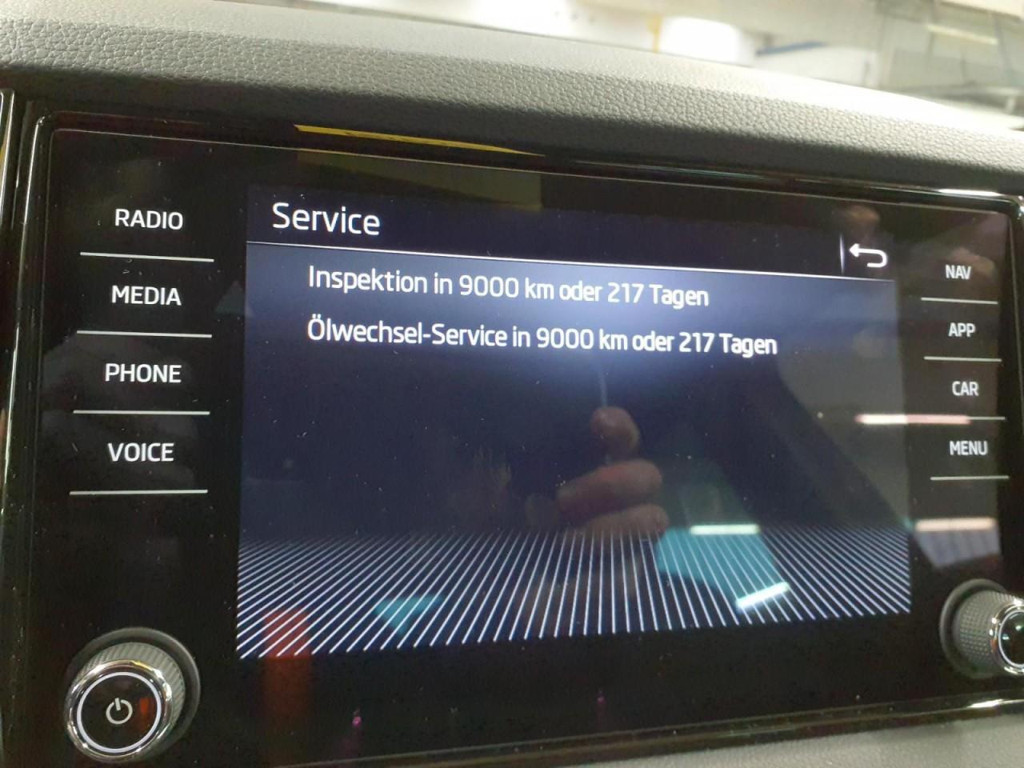 RADIO
MEDIA
PHONE
VOICE
Service
Inspektion in 9000 km oder 217 Tagen
Ölwechsel-Service in 9000 km oder 217 Tagen
NAV
APP
CAR
MENU